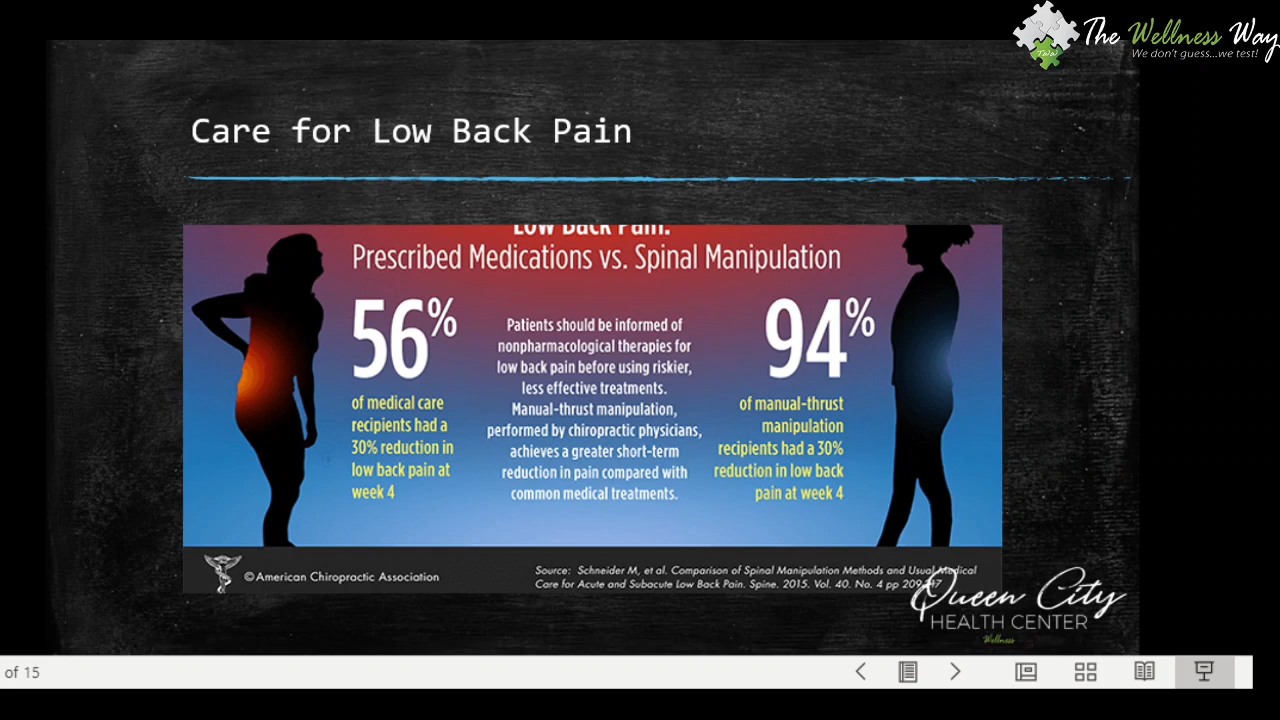 The Wellness Way
We don't guess...we test!
TWW
Care for Low Back Pain
Low Back Pain:
Prescribed Medications vs. Spinal Manipulation
56%
of medical care
recipients had a
30% reduction in
low back pain at
week 4
Patients should be informed of
nonpharmacological therapies for
low back pain before using riskier,
less effective treatments.
Manual-thrust manipulation,
performed by chiropractic physicians,
achieves a greater short-term
reduction in pain compared with
common medical treatments.
94%
of manual-thrust
manipulation
recipients had a 30%
reduction in low back
pain at week 4
©American Chiropractic Association
Source: Schneider M, et al. Comparison of Spinal Manipulation Methods and Usual Medical
Care for Acute and Subacute Low Back Pain. Spine. 2015. Vol. 40. No. 4 pp
Queen City
HEALTH CENTER
Wellness
of 15